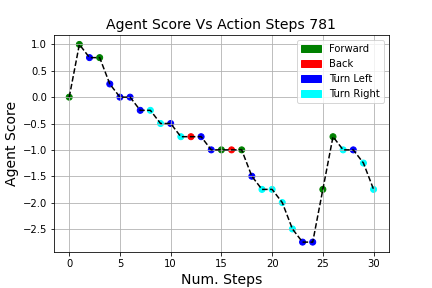 Agent Score Vs Action Steps 781
Forward
Back
Turn Left
Turn Right
Agent Score
1.0
0.5
0.0
−0.5
−1.0
−1.5
−2.0
−2.5
0 5 10 15 20 25 30
Num. Steps